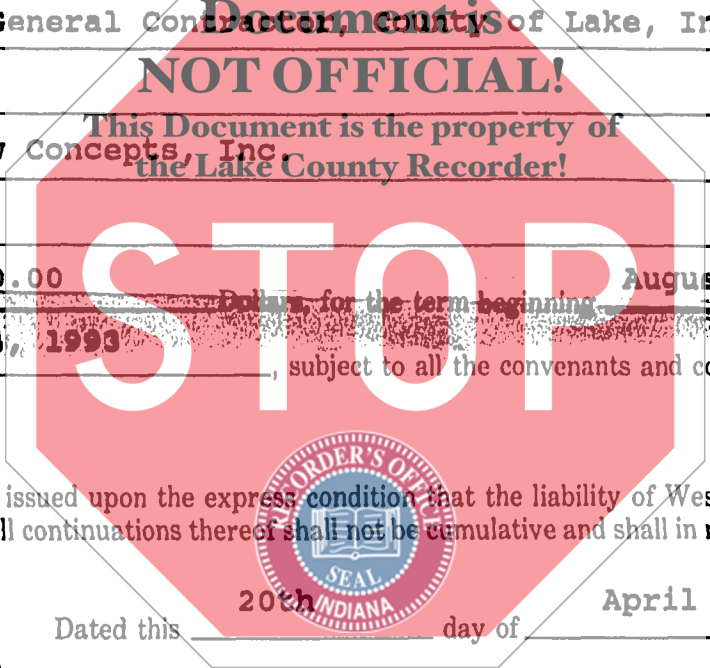 General Contractor, County of Lake, In
Document is
NOT OFFICIAL!
This Document is the property of
Concepts, Inc.
the Lake County Recorder!
STOP
0.00 Augus
Dollars, for the term beginning
, 1993
, subject to all the convenants and co
RECORDER'S OFFICE
issued upon the express condition that the liability of Wes
ll continuations thereof shall not be cumulative and shall in
SEAL
INDIANA
20th April
Dated this day of